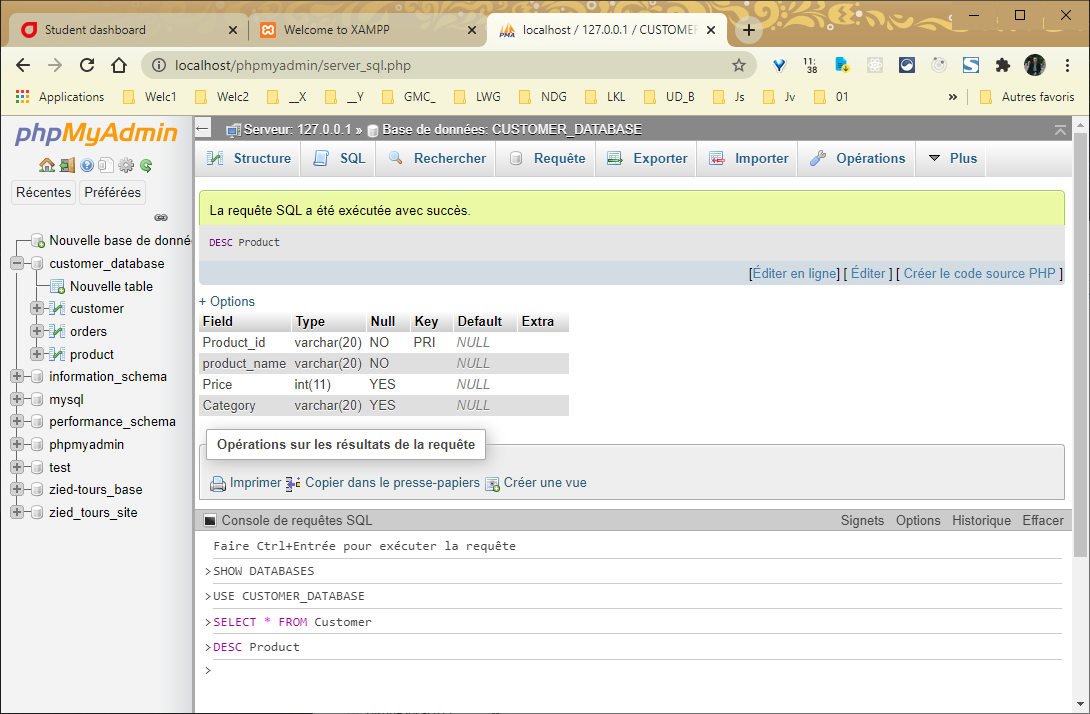 Student dashboard
Welcome to XAMPP
localhost / 127.0.0.1 / CUSTOMER
localhost/phpmyadmin/server_sql.php
11:
38
Applications Welc1 Welc2 __X __Y GMC_ LWG NDG LKL UD_B Js Jv 01 » Autres favoris
phpMyAdmin
Récentes Préférées
Nouvelle base de donné
customer_database
Nouvelle table
customer
orders
product
information_schema
mysql
performance_schema
phpmyadmin
test
zied-tours_base
zied_tours_site
Serveur: 127.0.0.1 » Base de données: CUSTOMER_DATABASE
Structure SQL Rechercher Requête Exporter Importer Opérations Plus
La requête SQL a été exécutée avec succès.
DESC Product
[Éditer en ligne] [ Éditer ] [ Créer le code source PHP ]
+ Options
Field Type Null Key Default Extra
Product_id varchar(20) NO PRI NULL
product_name varchar(20) NO NULL
Price int(11) YES NULL
Category varchar(20) YES NULL
Opérations sur les résultats de la requête
Imprimer Copier dans le presse-papiers Créer une vue
Console de requêtes SQL Signets Options Historique Effacer
Faire Ctrl+Entrée pour exécuter la requête
>SHOW DATABASES
>USE CUSTOMER_DATABASE
>SELECT * FROM Customer
>DESC Product
>